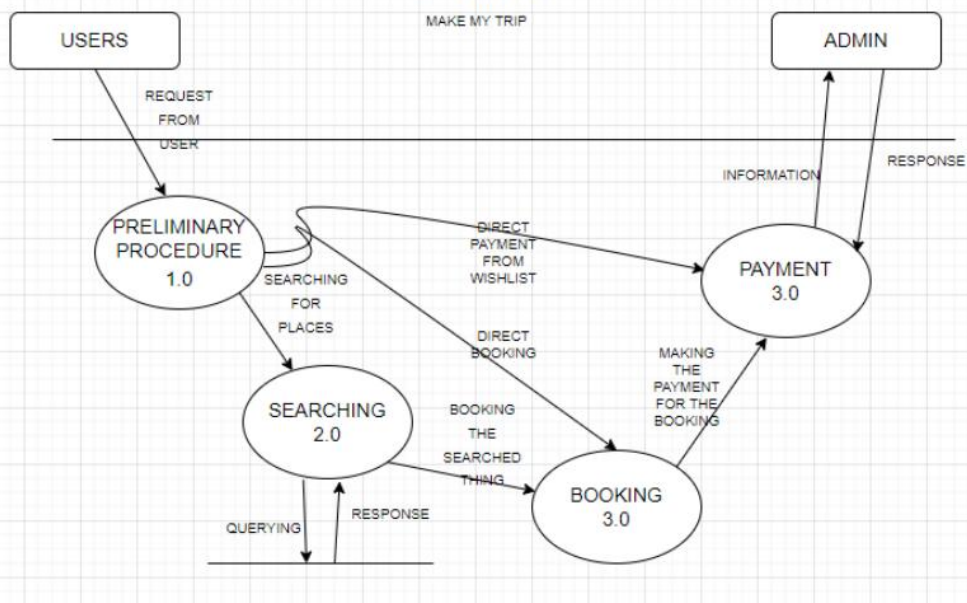 USERS
MAKE MY TRIP
ADMIN
REQUEST
FROM
USER
INFORMATION
RESPONSE
PRELIMINARY
PROCEDURE
1.0
DIRECT
PAYMENT
FROM
WISHLIST
PAYMENT
3.0
SEARCHING
FOR
PLACES
DIRECT
BOOKING
MAKING
THE
PAYMENT
FOR THE
BOOKING
SEARCHING
2.0
BOOKING
THE
SEARCHED
THING
BOOKING
3.0
QUERYING
RESPONSE